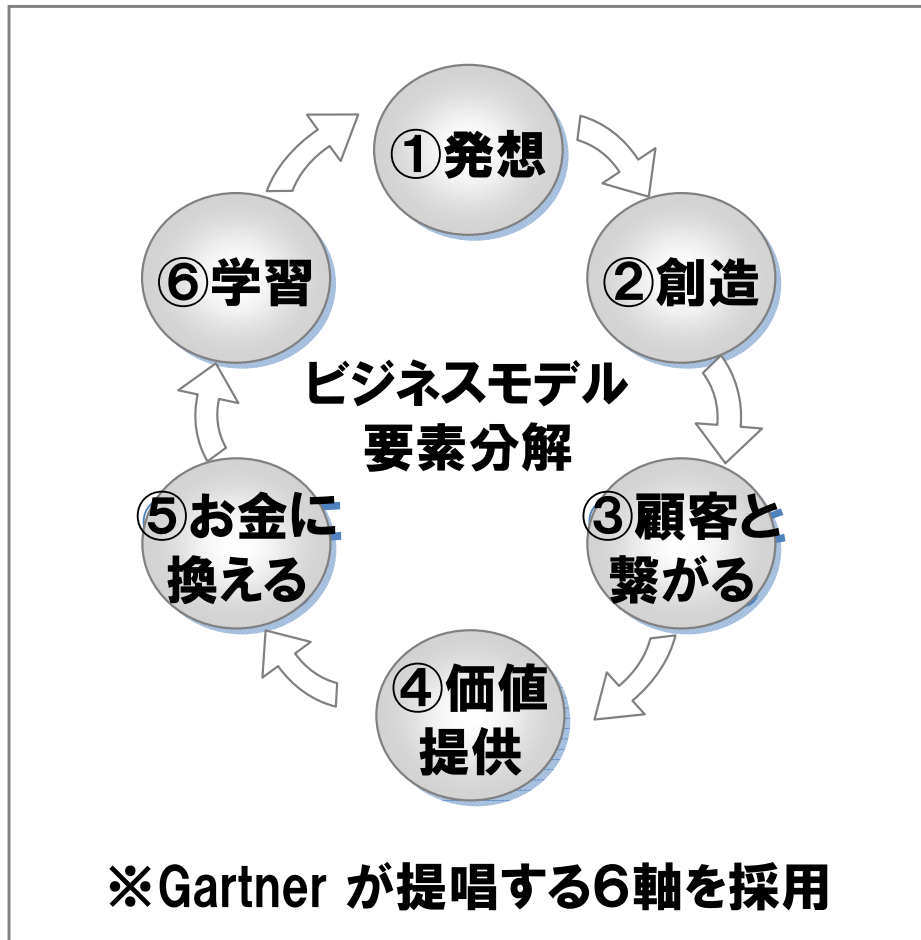 ①発想
②創造
③顧客と
繋がる
④価値
提供
⑤お金に
換える
⑥学習
ビジネスモデル
要素分解
※Gartner が提唱する6軸を採用